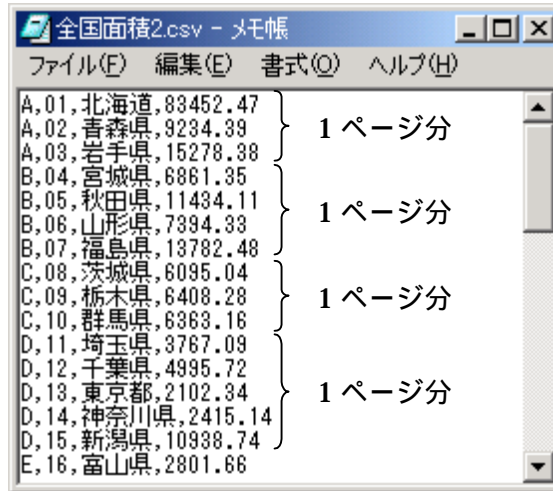 全国面積2.csv - メモ帳
ファイル(F) 編集(E) 書式(O) ヘルプ(H)
A,01,北海道,83452.47
A,02,青森県,9234.39
A,03,岩手県,15278.38
1 ページ分
B,04,宮城県,6861.35
B,05,秋田県,11434.11
B,06,山形県,7394.33
B,07,福島県,13782.48
1 ページ分
C,08,茨城県,6095.04
C,09,栃木県,6408.28
C,10,群馬県,6363.16
1 ページ分
D,11,埼玉県,3767.09
D,12,千葉県,4995.72
D,13,東京都,2102.34
D,14,神奈川県,2415.14
D,15,新潟県,10938.74
1 ページ分
E,16,富山県,2801.66